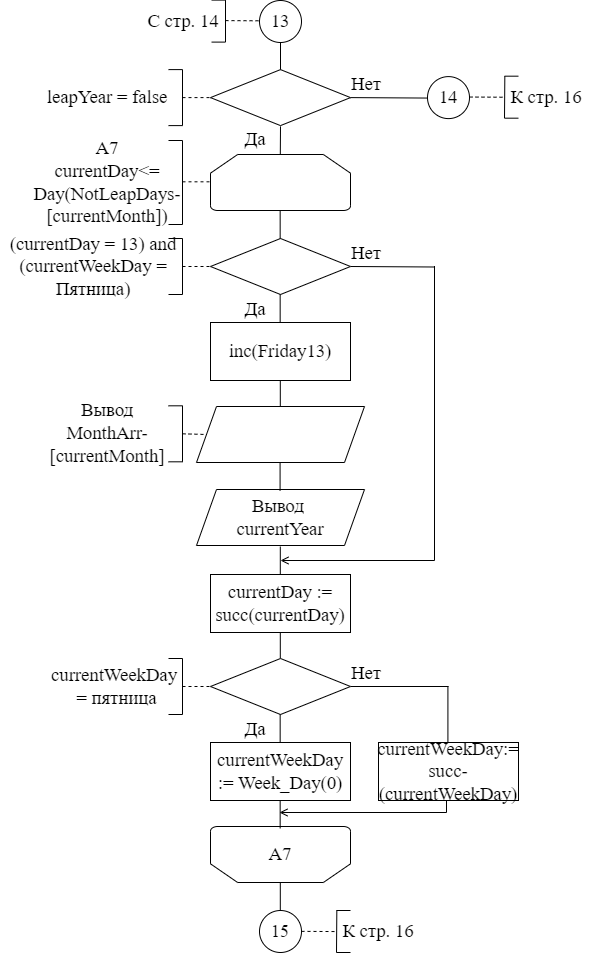 С стр. 14
13
leapYear = false
Нет
14
К стр. 16
Да
A7
currentDay<=
Day(NotLeapDays-
[currentMonth])
(currentDay = 13) and
(currentWeekDay =
Пятница)
Нет
Да
inc(Friday13)
Вывод
MonthArr-
[currentMonth]
Вывод
currentYear
currentDay :=
succ(currentDay)
currentWeekDay
= пятница
Нет
Да
currentWeekDay
:= Week_Day(0)
currentWeekDay:=
succ-
(currentWeekDay)
A7
15
К стр. 16